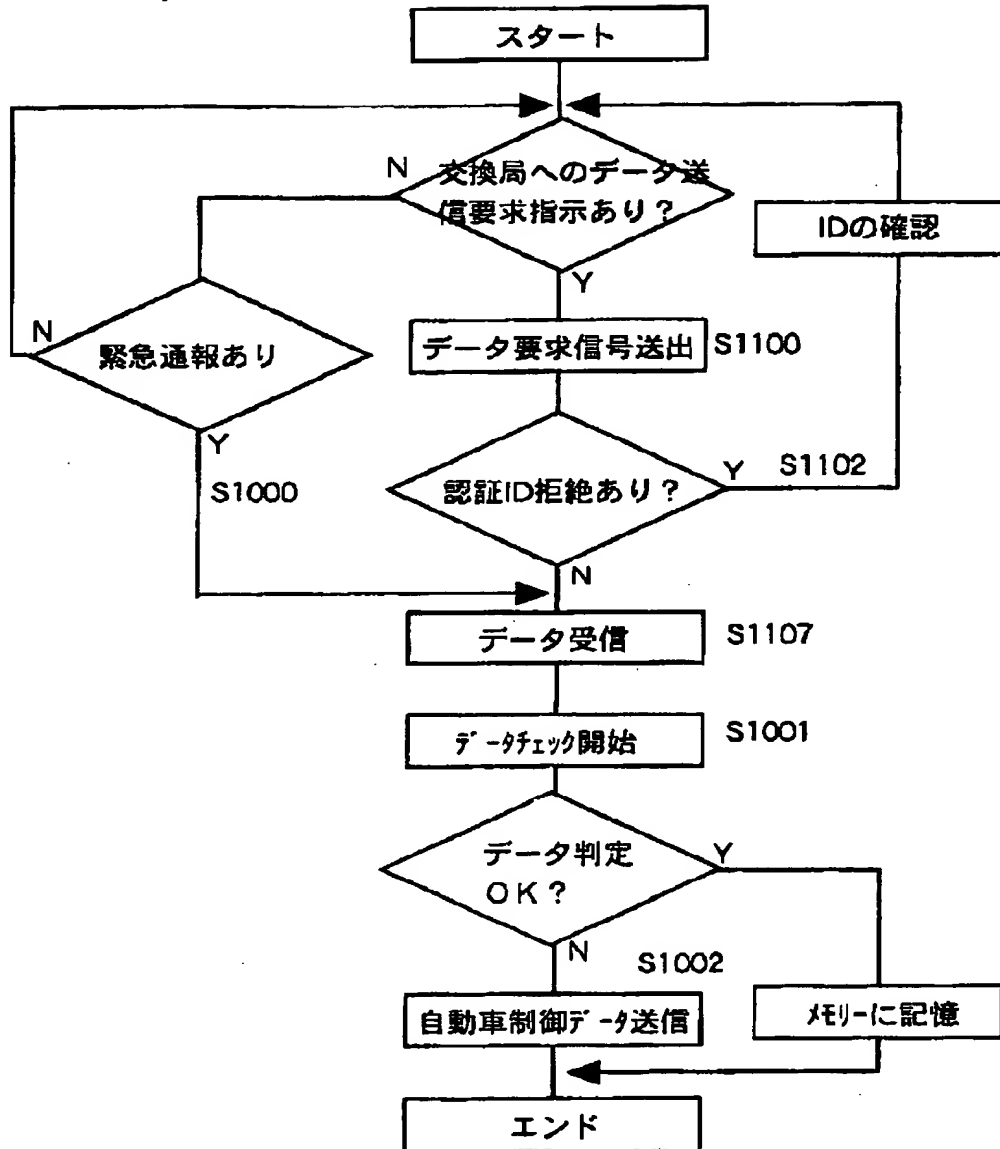 スタート
N
交換局へのデータ送
信要求指示あり？
IDの確認
Y
N
緊急通報あり
データ要求信号送出
S1100
Y
S1000
認証ID拒絶あり？
Y
S1102
N
データ受信
S1107
データチェック開始
S1001
データ判定
OK？
Y
N
S1002
自動車制御データ送信
メモリーに記憶
エンド